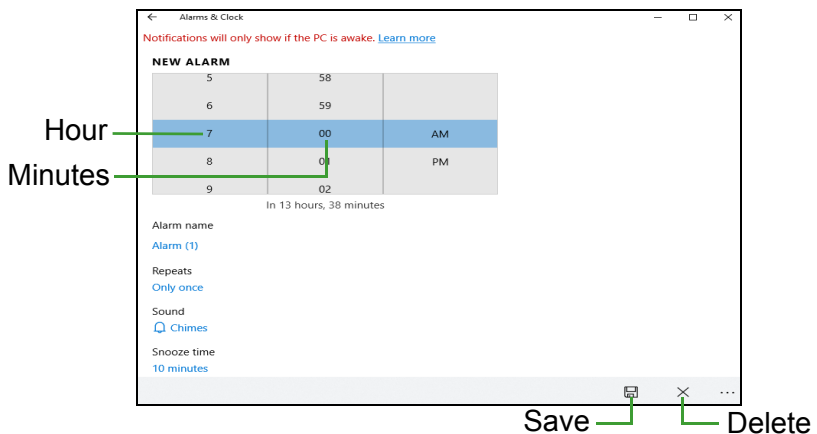 Alarms & Clock
Notifications will only show if the PC is awake. Learn more
NEW ALARM
5 58
6 59
Hour 7 00 AM
8 01 PM
Minutes
9 02
In 13 hours, 38 minutes
Alarm name
Alarm (1)
Repeats
Only once
Sound
Chimes
Snooze time
10 minutes
Save Delete